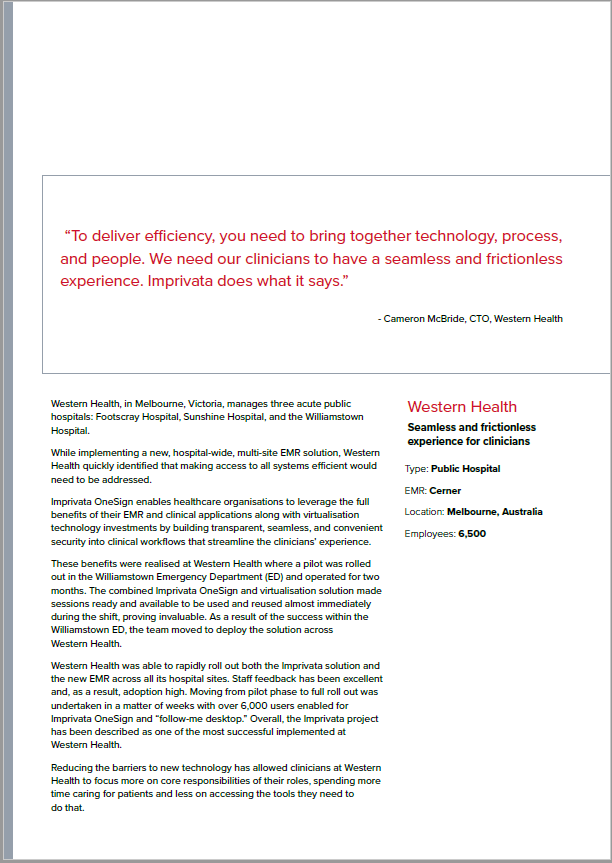 “To deliver efficiency, you need to bring together technology, process,
and people. We need our clinicians to have a seamless and frictionless
experience. Imprivata does what it says.”
- Cameron McBride, CTO, Western Health
Western Health, in Melbourne, Victoria, manages three acute public
hospitals: Footscray Hospital, Sunshine Hospital, and the Williamstown
Hospital.
While implementing a new, hospital-wide, multi-site EMR solution, Western
Health quickly identified that making access to all systems efficient would
need to be addressed.
Imprivata OneSign enables healthcare organisations to leverage the full
benefits of their EMR and clinical applications along with virtualisation
technology investments by building transparent, seamless, and convenient
security into clinical workflows that streamline the clinicians’ experience.
These benefits were realised at Western Health where a pilot was rolled
out in the Williamstown Emergency Department (ED) and operated for two
months. The combined Imprivata OneSign and virtualisation solution made
sessions ready and available to be used and reused almost immediately
during the shift, proving invaluable. As a result of the success within the
Williamstown ED, the team moved to deploy the solution across
Western Health.
Western Health was able to rapidly roll out both the Imprivata solution and
the new EMR across all its hospital sites. Staff feedback has been excellent
and, as a result, adoption high. Moving from pilot phase to full roll out was
undertaken in a matter of weeks with over 6,000 users enabled for
Imprivata OneSign and “follow-me desktop.” Overall, the Imprivata project
has been described as one of the most successful implemented at
Western Health.
Reducing the barriers to new technology has allowed clinicians at Western
Health to focus more on core responsibilities of their roles, spending more
time caring for patients and less on accessing the tools they need to
do that.
Western Health
Seamless and frictionless
experience for clinicians
Type: Public Hospital
EMR: Cerner
Location: Melbourne, Australia
Employees: 6,500